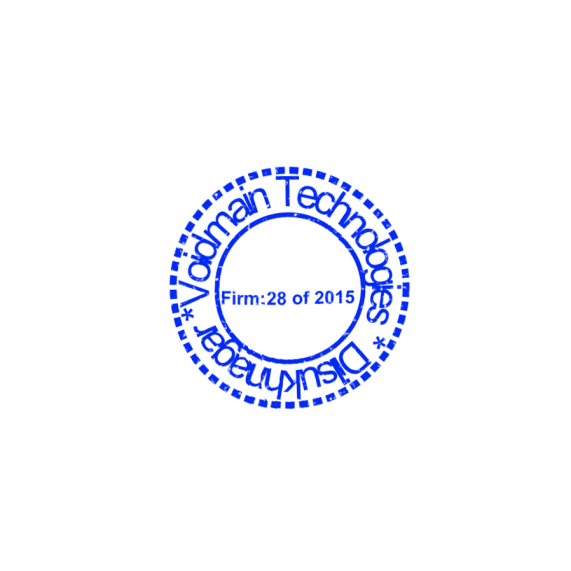 Voidmain Technologies
* Dilsukhnagar *
Firm:28 of 2015